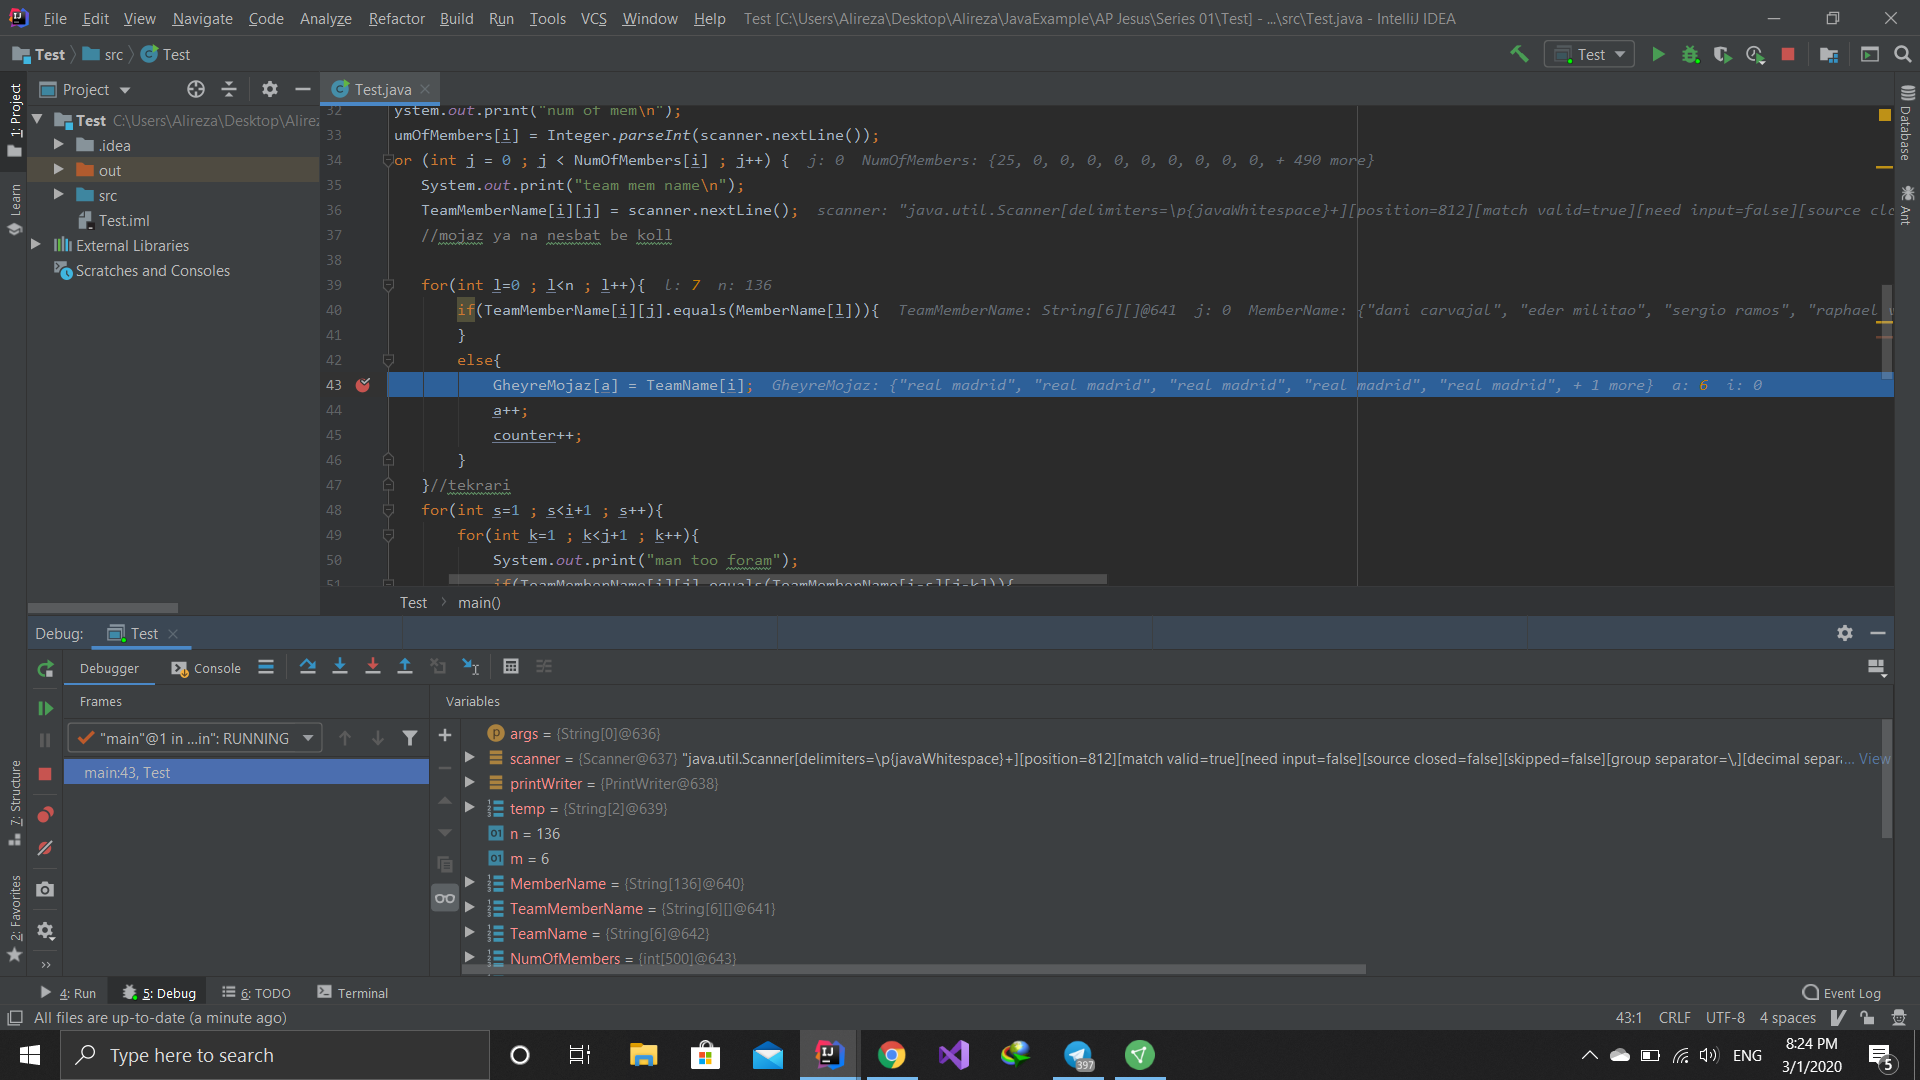 File Edit View Navigate Code Analyze Refactor Build Run Tools VCS Window Help Test [C:\Users\Alireza\Desktop\Alireza\JavaExample\AP Jesus\Series 01\Test] - ...\src\Test.java - IntelliJ IDEA
Test src Test
Test
1: Project
Learn
7: Structure
2: Favorites
Database
Ant
Project
Test C:\Users\Alireza\Desktop\Alirez
.idea
out
src
Test.iml
External Libraries
Scratches and Consoles
Test.java
32 ystem.out.print("num of mem\n");
33 umOfMembers[i] = Integer.parseInt(scanner.nextLine());
34 or (int j = 0 ; j < NumOfMembers[i] ; j++) { j: 0 NumOfMembers: {25, 0, 0, 0, 0, 0, 0, 0, 0, 0, + 490 more}
35 System.out.print("team mem name\n");
36 TeamMemberName[i][j] = scanner.nextLine(); scanner: "java.util.Scanner[delimiters=\p{javaWhitespace}+][position=812][match valid=true][need input=false][source clo
37 //mojaz ya na nesbat be koll
38
39 for(int l=0 ; l<n ; l++){ l: 7 n: 136
40 if(TeamMemberName[i][j].equals(MemberName[l])){ TeamMemberName: String[6][]@641 j: 0 MemberName: {"dani carvajal", "eder militao", "sergio ramos", "raphael v
41 }
42 else{
43 GheyreMojaz[a] = TeamName[i]; GheyreMojaz: {"real madrid", "real madrid", "real madrid", "real madrid", "real madrid", + 1 more} a: 6 i: 0
44 a++;
45 counter++;
46 }
47 }//tekrari
48 for(int s=1 ; s<i+1 ; s++){
49 for(int k=1 ; k<j+1 ; k++){
50 System.out.print("man too foram");
51 if(TeamMemberName[i][j].equals(TeamMemberName[i-s][j-k])){
Test main()
Debug: Test
Debugger Console
Frames Variables
"main"@1 in ...in": RUNNING
main:43, Test
args = {String[0]@636}
scanner = {Scanner@637} "java.util.Scanner[delimiters=\p{javaWhitespace}+][position=812][match valid=true][need input=false][source closed=false][skipped=false][group separator=\,][decimal separ... View
printWriter = {PrintWriter@638}
temp = {String[2]@639}
n = 136
m = 6
MemberName = {String[136]@640}
TeamMemberName = {String[6][]@641}
TeamName = {String[6]@642}
NumOfMembers = {int[500]@643}
4: Run 5: Debug 6: TODO Terminal Event Log
All files are up-to-date (a minute ago) 43:1 CRLF UTF-8 4 spaces
Type here to search
397
ENG
8:24 PM
3/1/2020
5